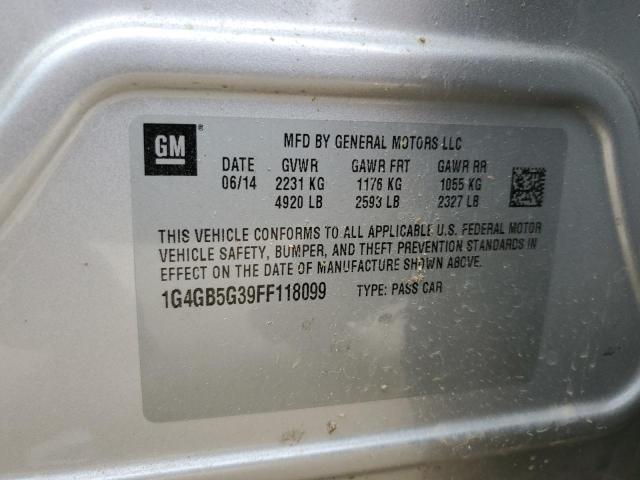 GM®
MFD BY GENERAL MOTORS LLC
DATE GVWR GAWR FRT GAWR RR
06/14 2231 KG 1176 KG 1055 KG
4920 LB 2593 LB 2327 LB
THIS VEHICLE CONFORMS TO ALL APPLICABLE U.S. FEDERAL MOTOR
VEHICLE SAFETY, BUMPER, AND THEFT PREVENTION STANDARDS IN
EFFECT ON THE DATE OF MANUFACTURE SHOWN ABOVE.
1G4GB5G39FF118099 TYPE: PASS CAR